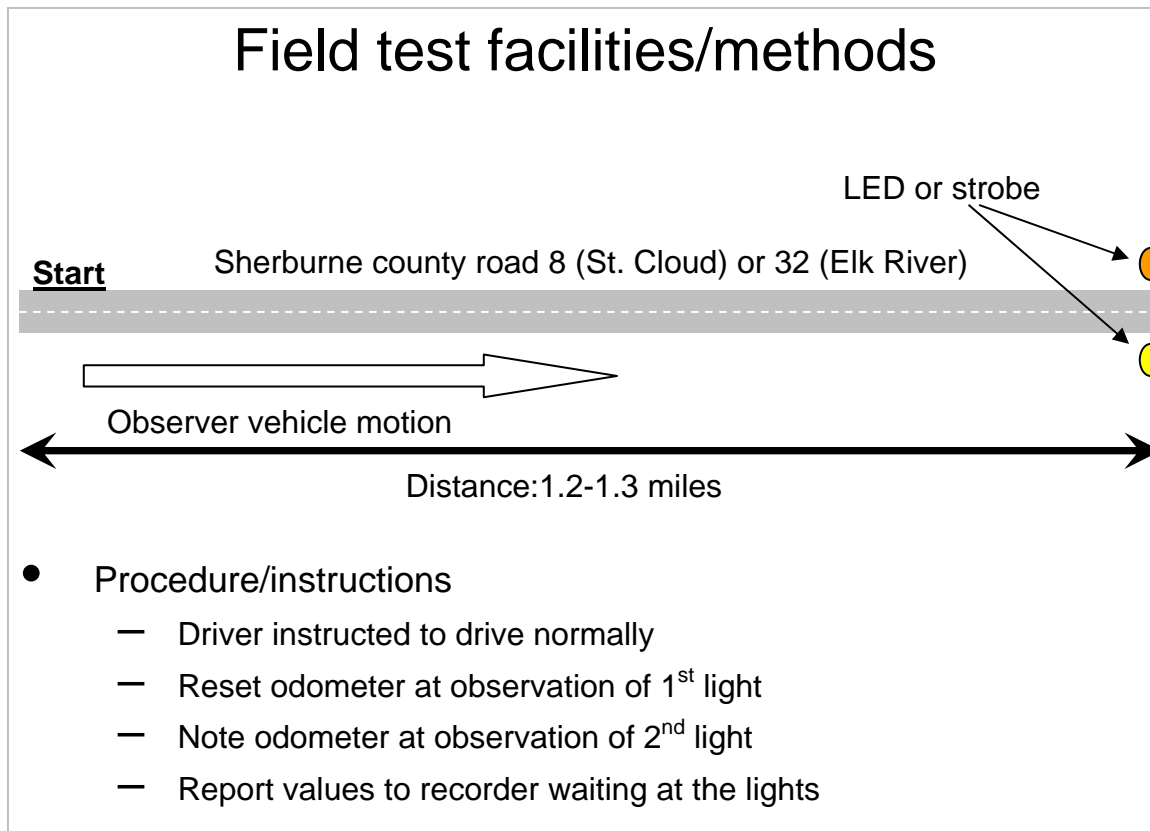 Field test facilities/methods
LED or strobe
Sherburne county road 8 (St. Cloud) or 32 (Elk River)
Start
Observer vehicle motion
Distance:1.2-1.3 miles
• Procedure/instructions
– Driver instructed to drive normally
– Reset odometer at observation of 1st light
– Note odometer at observation of 2nd light
– Report values to recorder waiting at the lights